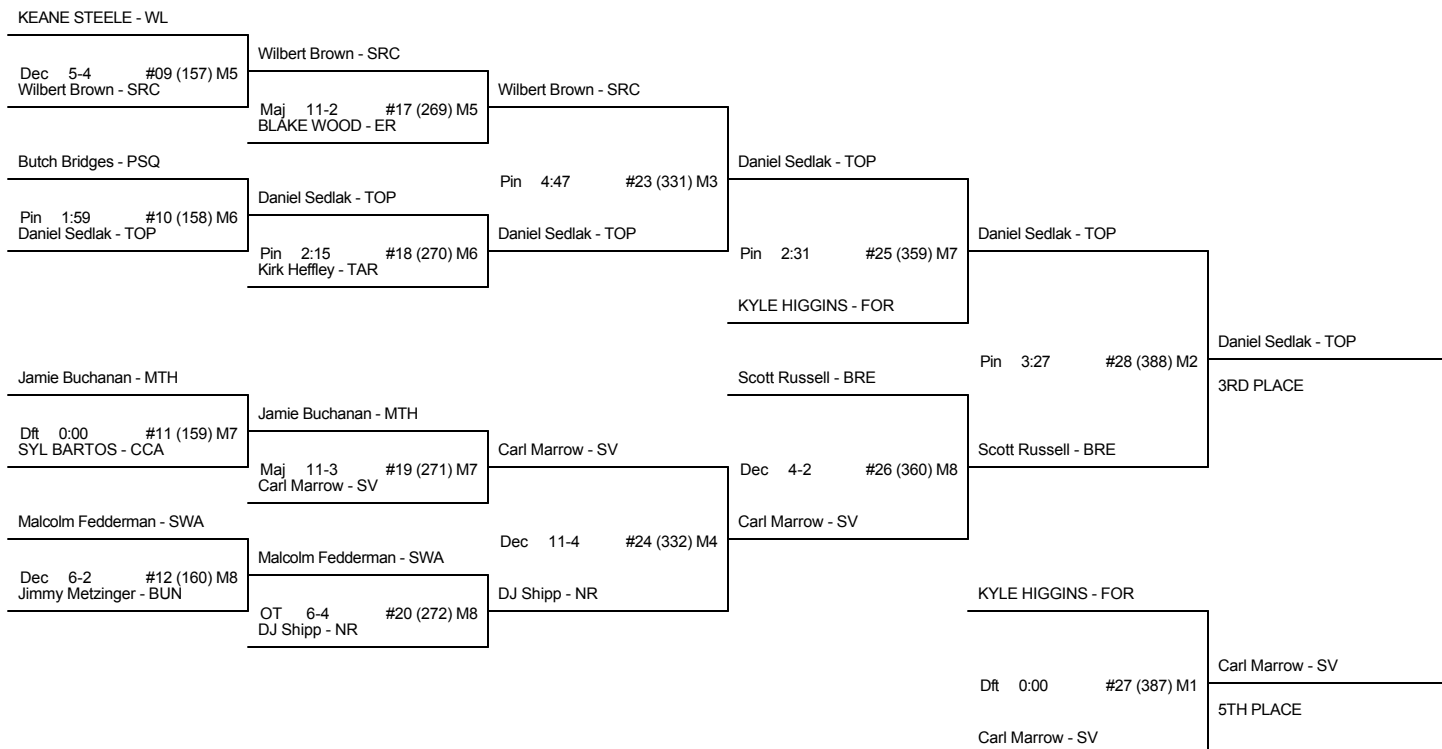 KEANE STEELE - WL
Wilbert Brown - SRC
Dec 5-4 #09 (157) M5
Wilbert Brown - SRC
Wilbert Brown - SRC
Maj 11-2 #17 (269) M5
BLAKE WOOD - ER
Butch Bridges - PSQ
Daniel Sedlak - TOP
Pin 4:47 #23 (331) M3
Daniel Sedlak - TOP
Pin 1:59 #10 (158) M6
Daniel Sedlak - TOP
Daniel Sedlak - TOP
Daniel Sedlak - TOP
Pin 2:15 #18 (270) M6
Kirk Heffley - TAR
Pin 2:31 #25 (359) M7
KYLE HIGGINS - FOR
Daniel Sedlak - TOP
Pin 3:27 #28 (388) M2
3RD PLACE
Jamie Buchanan - MTH
Scott Russell - BRE
Jamie Buchanan - MTH
Dft 0:00 #11 (159) M7
SYL BARTOS - CCA
Carl Marrow - SV
Scott Russell - BRE
Maj 11-3 #19 (271) M7
Carl Marrow - SV
Dec 4-2 #26 (360) M8
Malcolm Fedderman - SWA
Carl Marrow - SV
Dec 11-4 #24 (332) M4
Malcolm Fedderman - SWA
Dec 6-2 #12 (160) M8
Jimmy Metzinger - BUN
DJ Shipp - NR
KYLE HIGGINS - FOR
OT 6-4 #20 (272) M8
DJ Shipp - NR
Carl Marrow - SV
Dft 0:00 #27 (387) M1
5TH PLACE
Carl Marrow - SV